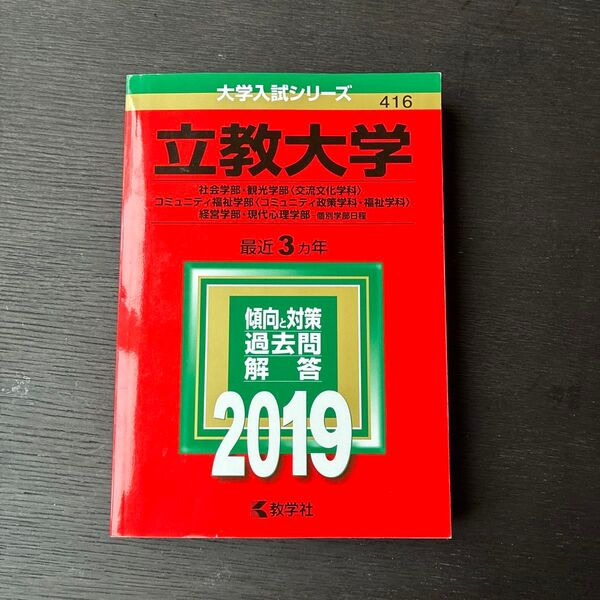 大学入試シリーズ
416
立教大学
社会学部・観光学部〈交流文化学科〉
コミュニティ福祉学部〈コミュニティ政策学科・福祉学科〉
経営学部・現代心理学部－個別学部日程
最近3カ年
傾向と対策
過去問
解答
2019
教学社